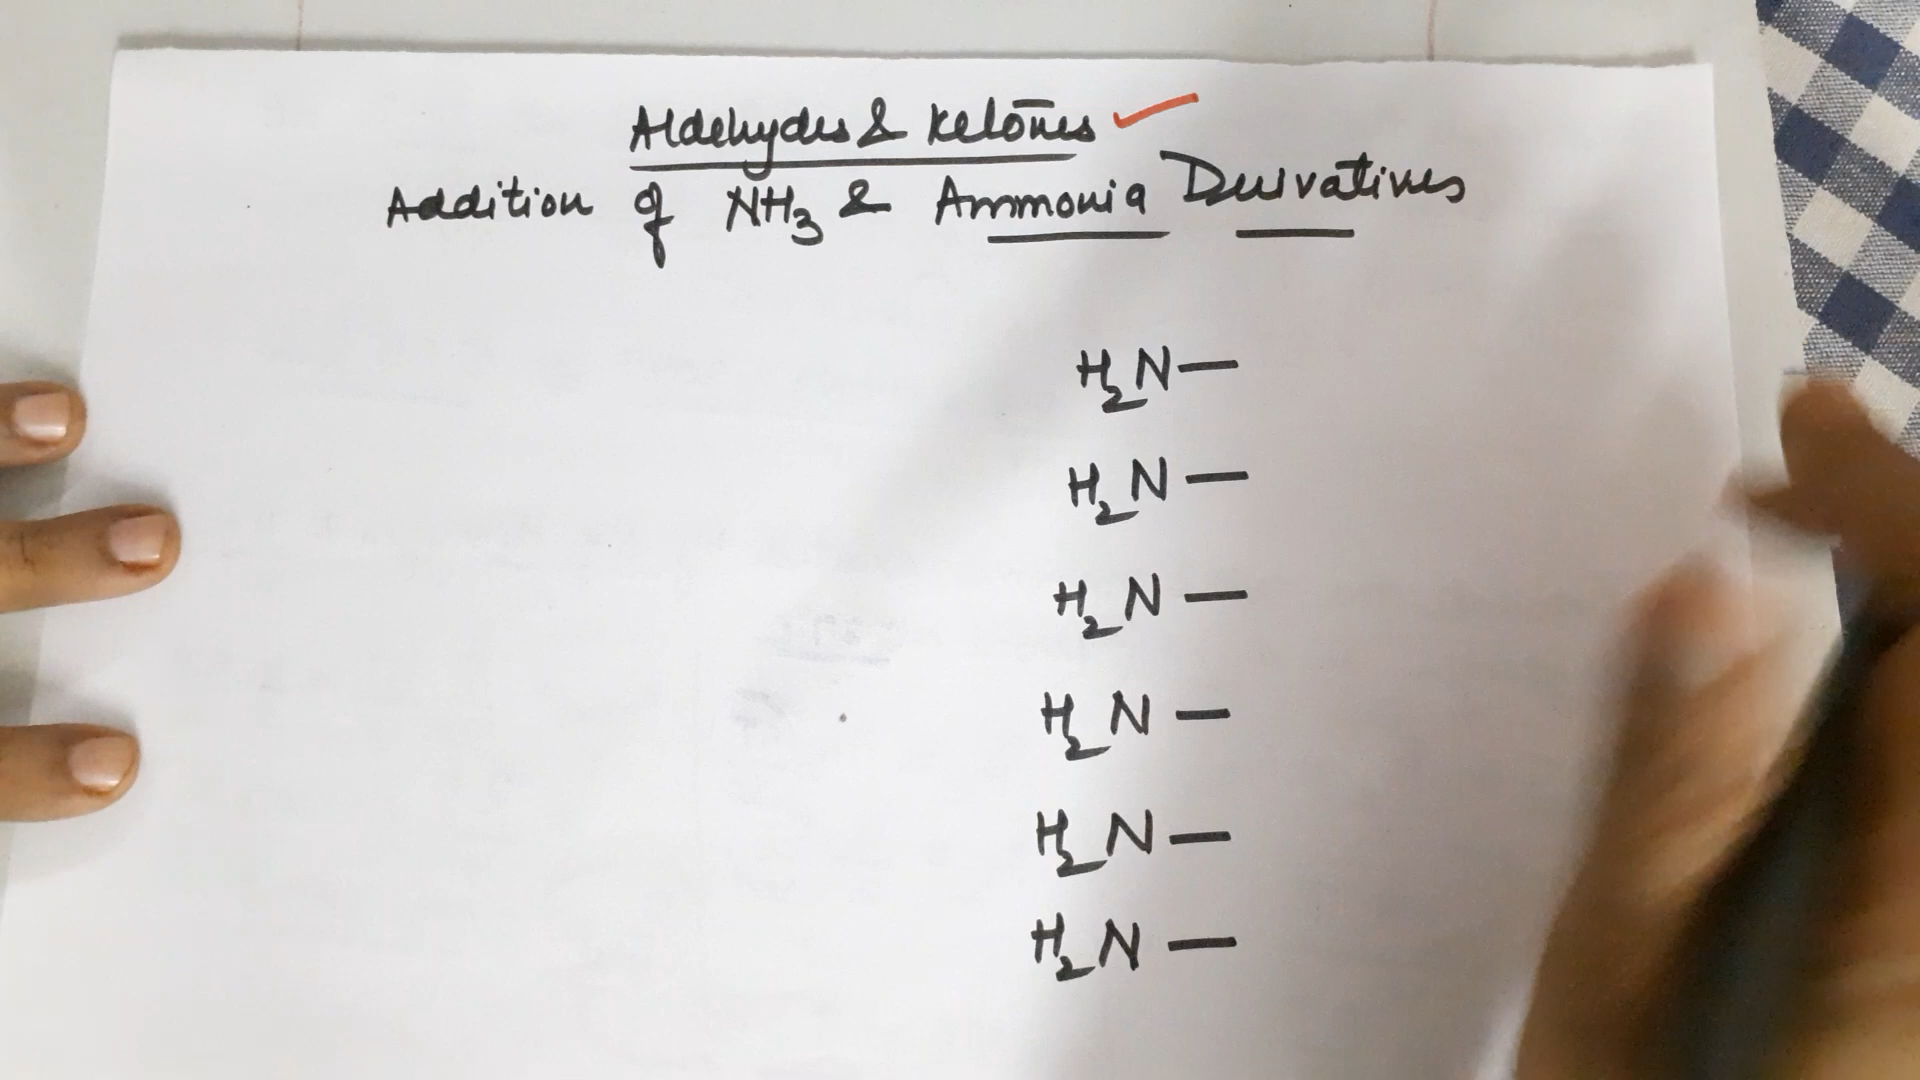 Aldehydes & Ketones ✓
Addition of NH₃ & Ammonia Derivatives
H₂N—
H₂N—
H₂N—
H₂N—
H₂N—
H₂N—